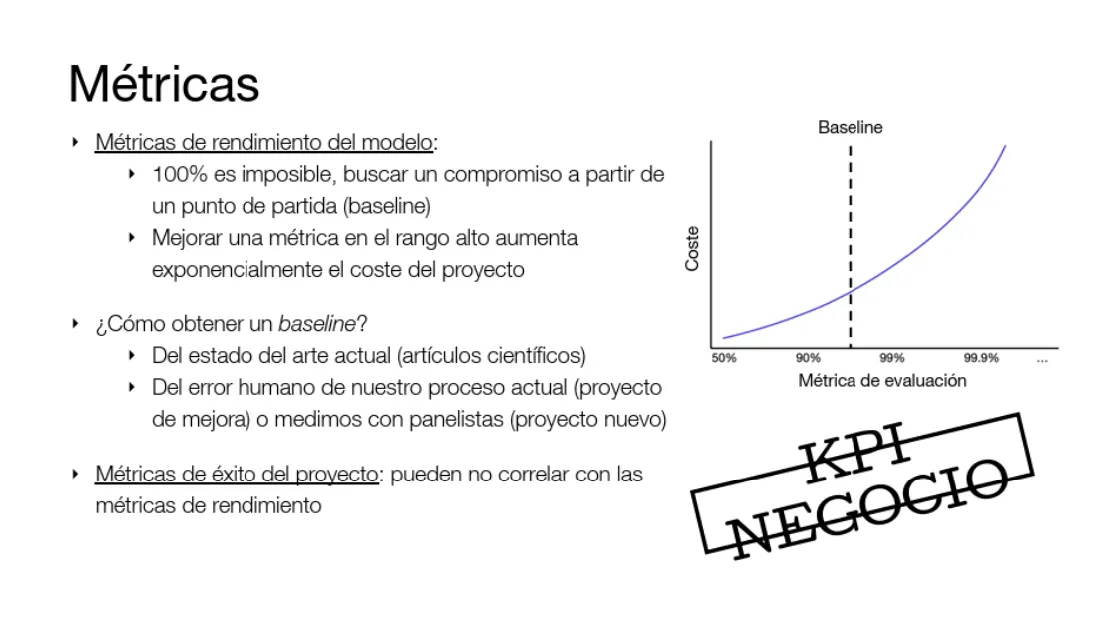 Métricas
Métricas de rendimiento del modelo:
100% es imposible, buscar un compromiso a partir de
un punto de partida (baseline)
Mejorar una métrica en el rango alto aumenta
exponencialmente el coste del proyecto
¿Cómo obtener un baseline?
Del estado del arte actual (artículos científicos)
Del error humano de nuestro proceso actual (proyecto
de mejora) o medimos con panelistas (proyecto nuevo)
Métricas de éxito del proyecto: pueden no correlar con las
métricas de rendimiento
Baseline
Coste
50% 90% 99% 99.9% ...
Métrica de evaluación
KPI
NEGOCIO